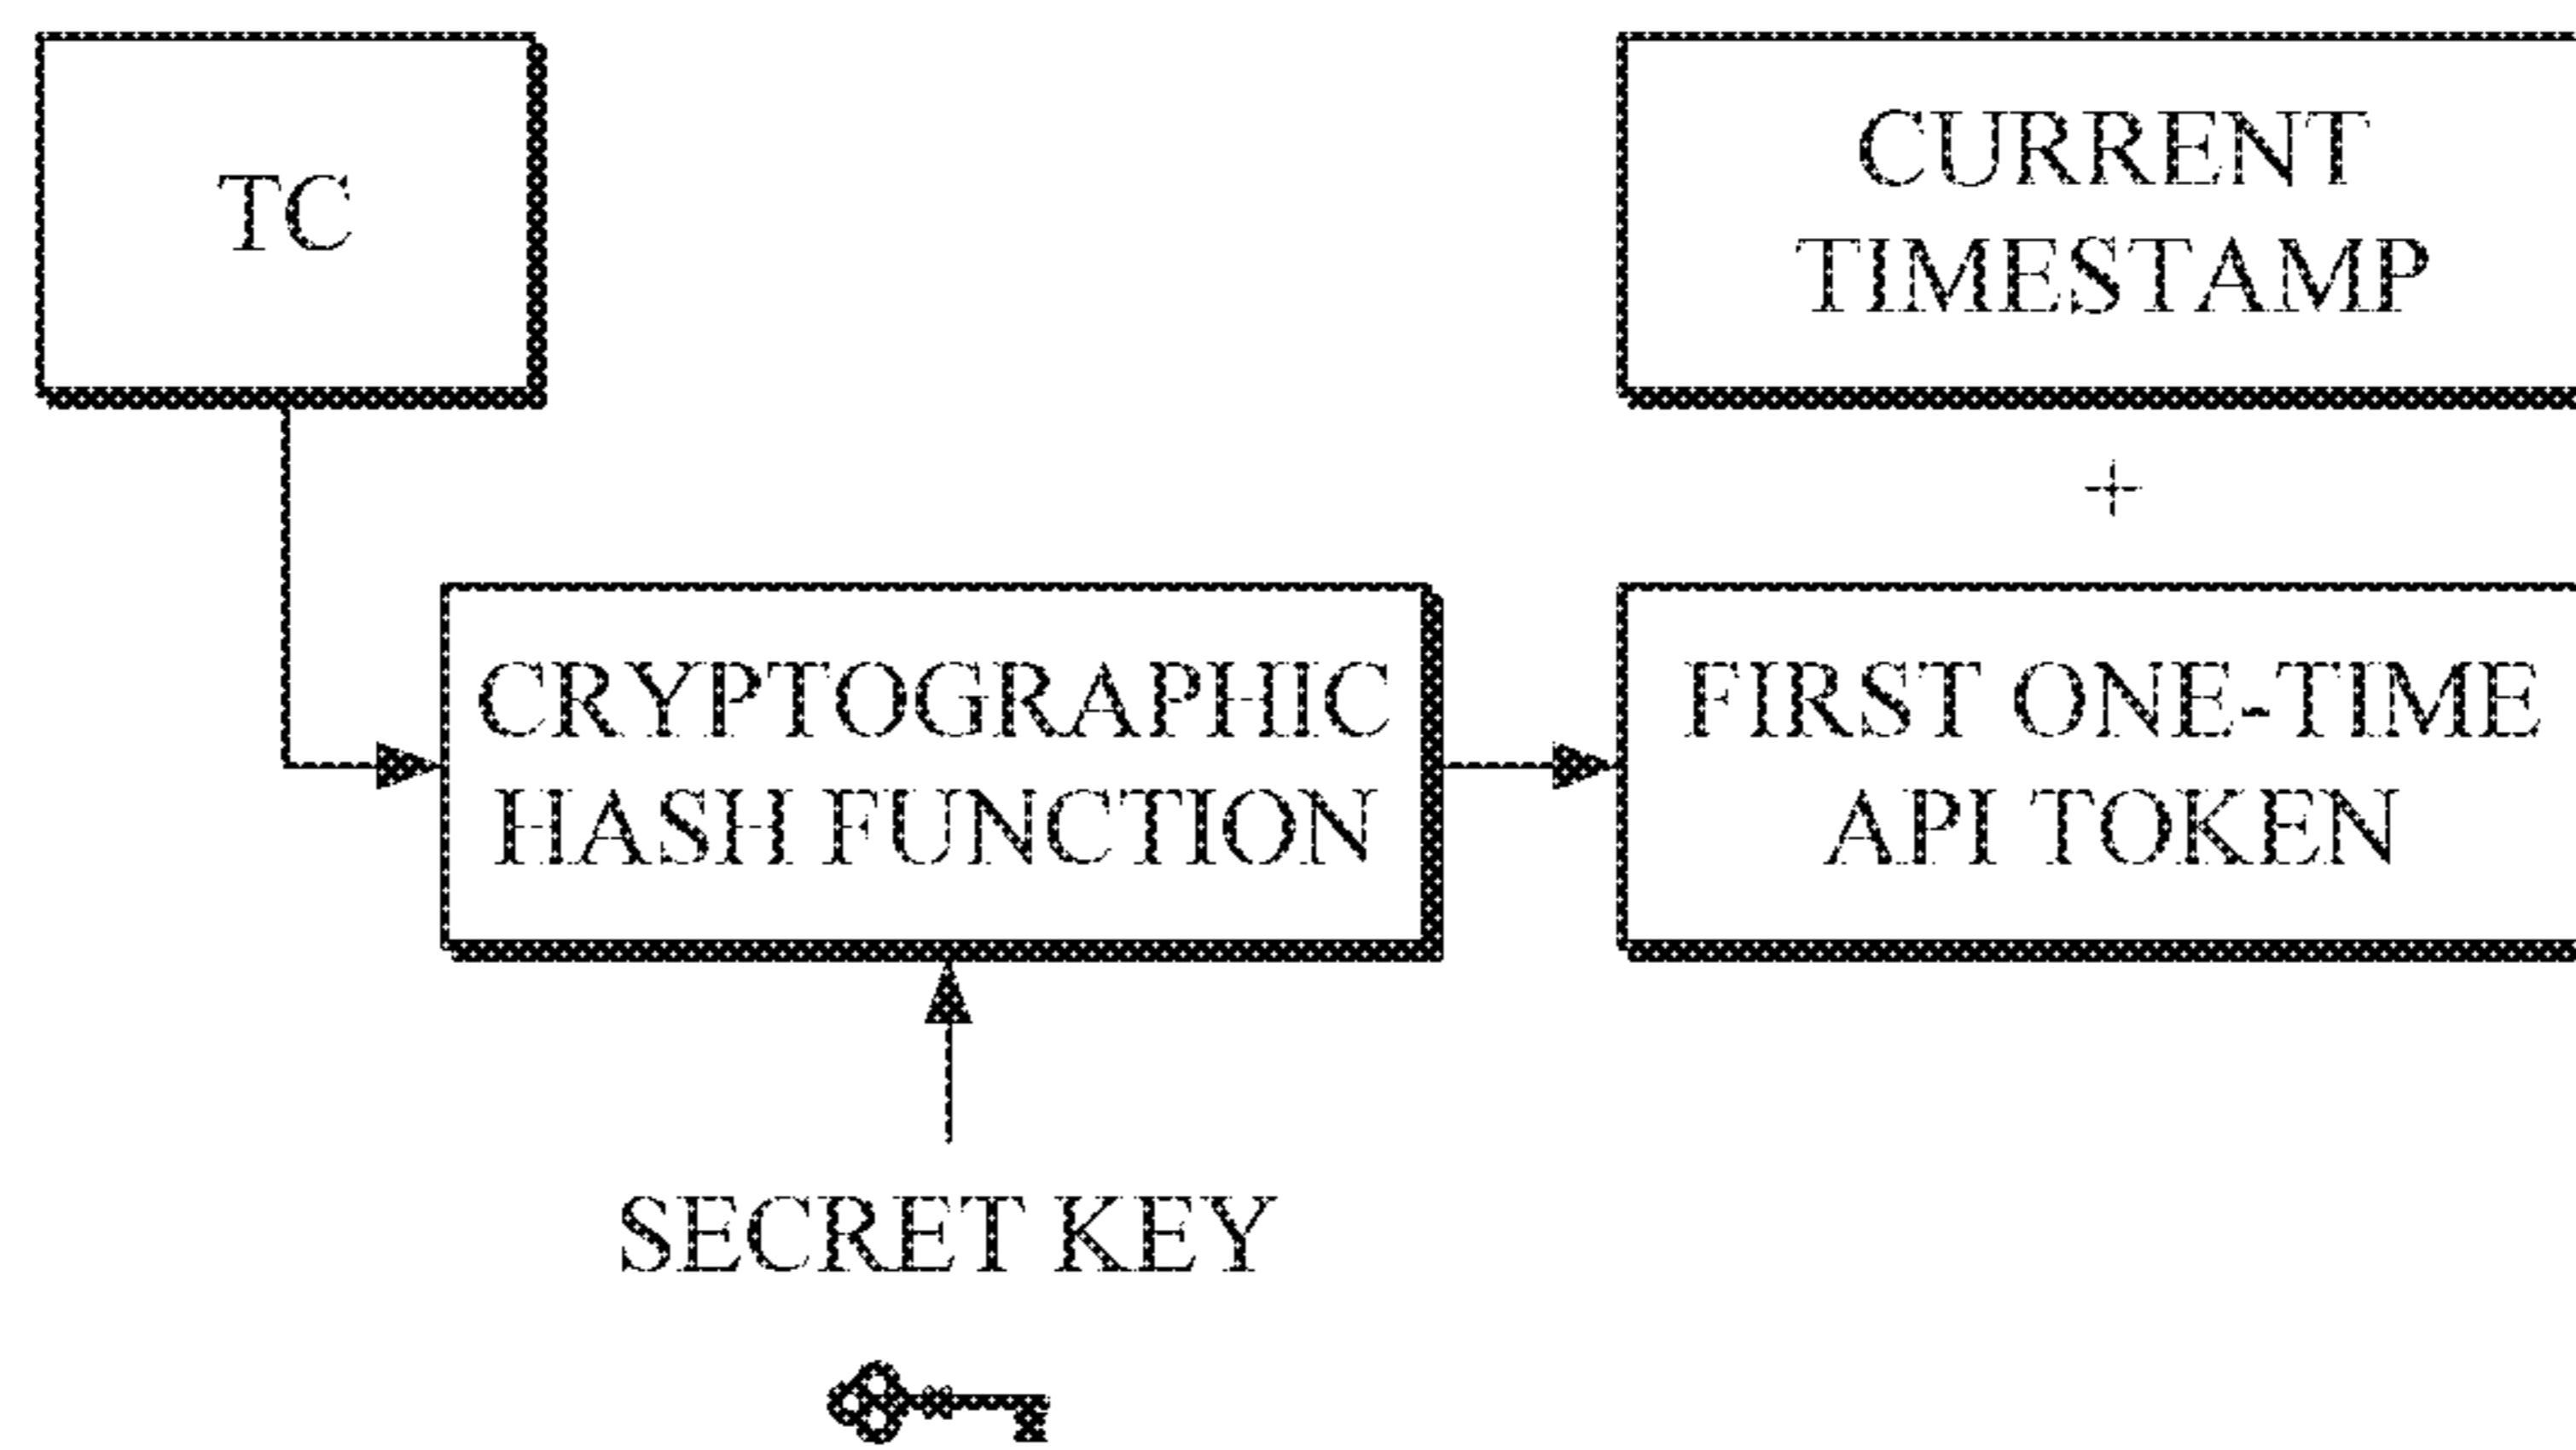 TC
CURRENT
TIMESTAMP
+
CRYPTOGRAPHIC
HASH FUNCTION
FIRST ONE-TIME
API TOKEN
SECRET KEY